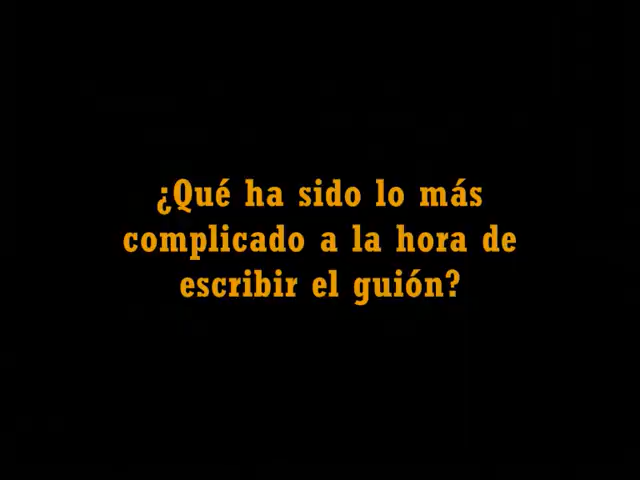 ¿Qué ha sido lo más
complicado a la hora de
escribir el guión?